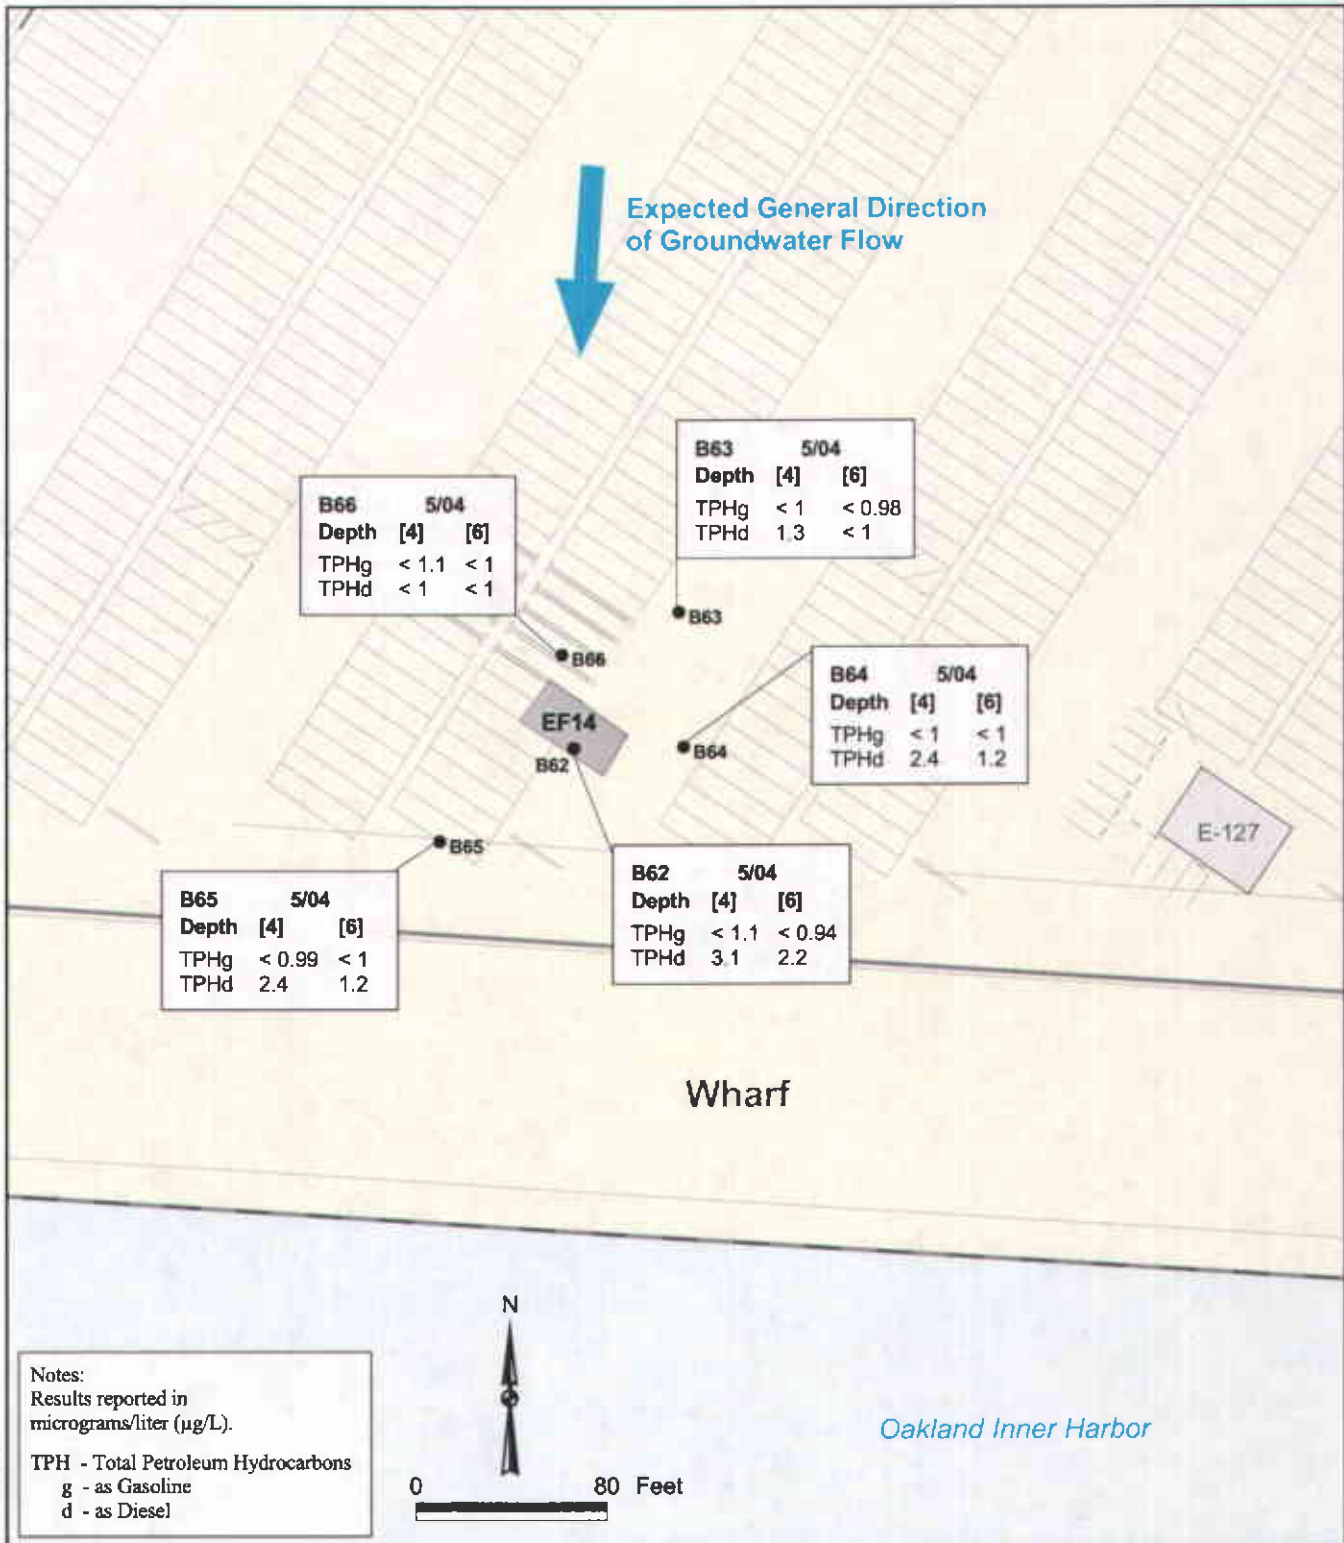 Expected General Direction
of Groundwater Flow
B63 5/04
Depth [4] [6]
TPHg < 1 < 0.98
TPHd 1.3 < 1
B66 5/04
Depth [4] [6]
TPHg < 1.1 < 1
TPHd < 1 < 1
B63
B66
B64 5/04
Depth [4] [6]
TPHg < 1 < 1
TPHd 2.4 1.2
EF14
B62
B64
E-127
B65
B62 5/04
Depth [4] [6]
TPHg < 1.1 < 0.94
TPHd 3.1 2.2
B65 5/04
Depth [4] [6]
TPHg < 0.99 < 1
TPHd 2.4 1.2
Wharf
N
Notes:
Results reported in
micrograms/liter (µg/L).
TPH - Total Petroleum Hydrocarbons
g - as Gasoline
d - as Diesel
0 80 Feet
Oakland Inner Harbor